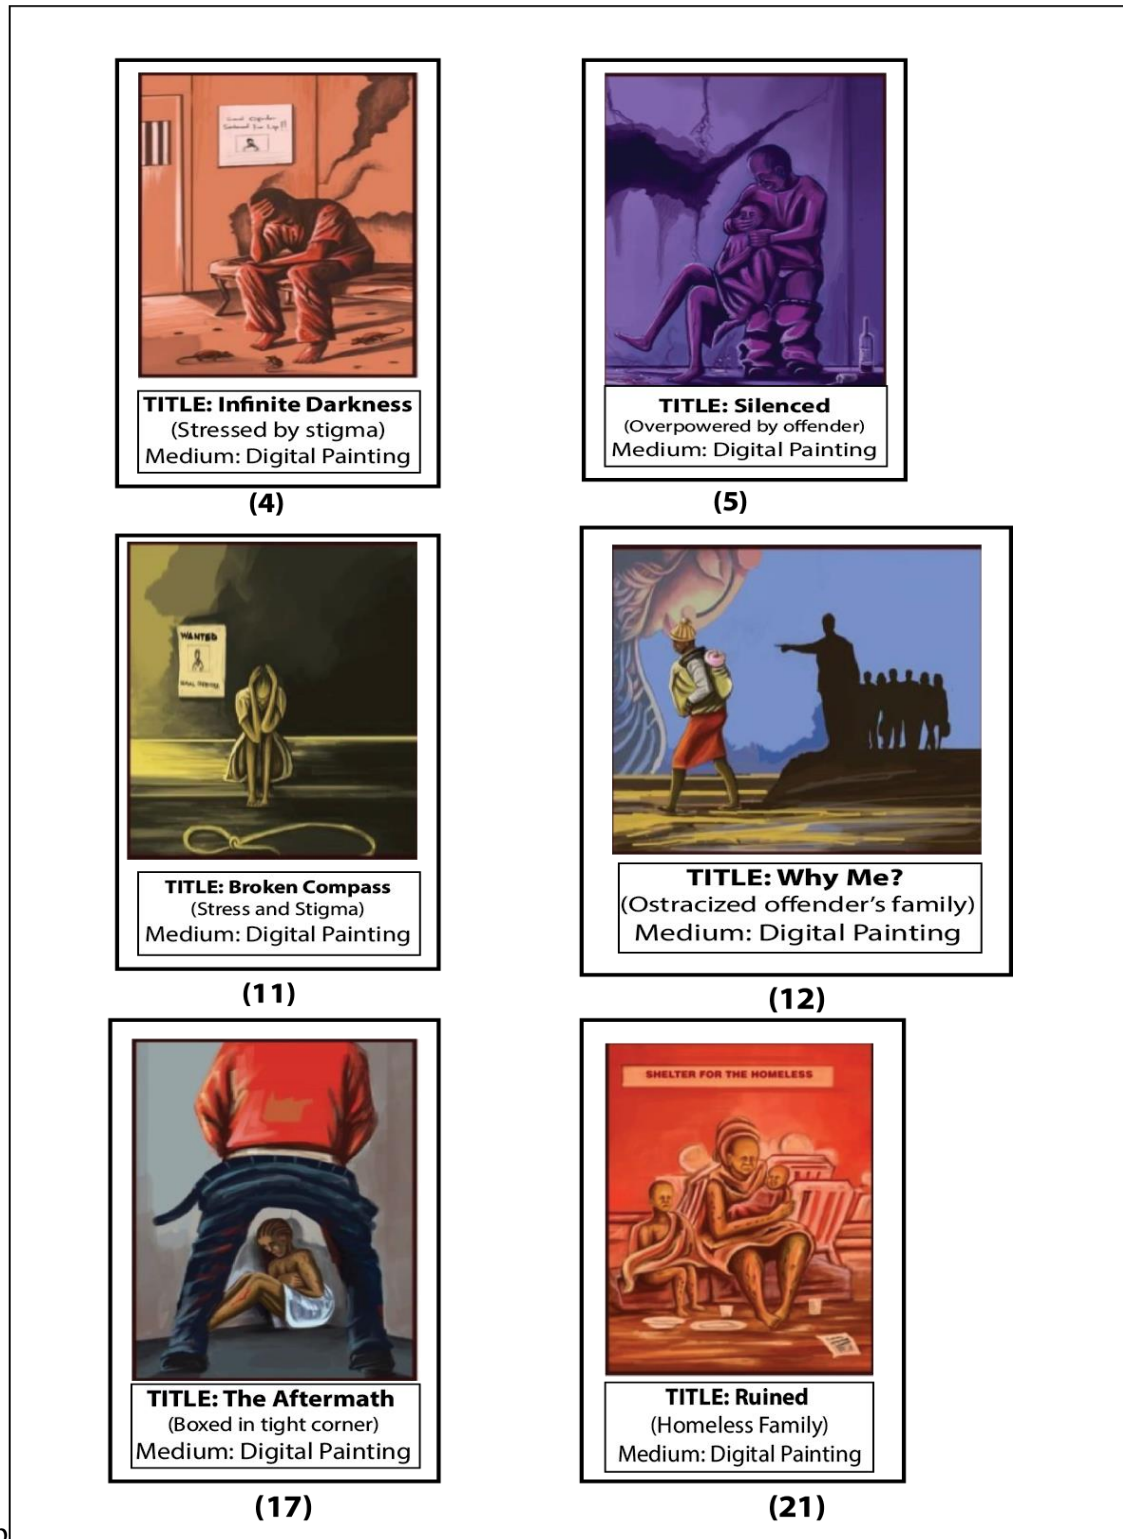 TITLE: Infinite Darkness
(Stressed by stigma)
Medium: Digital Painting
(4)
TITLE: Silenced
(Overpowered by offender)
Medium: Digital Painting
(5)
WANTED
TITLE: Broken Compass
(Stress and Stigma)
Medium: Digital Painting
(11)
TITLE: Why Me?
(Ostracized offender's family)
Medium: Digital Painting
(12)
TITLE: The Aftermath
(Boxed in tight corner)
Medium: Digital Painting
(17)
SHELTER FOR THE HOMELESS
TITLE: Ruined
(Homeless Family)
Medium: Digital Painting
(21)